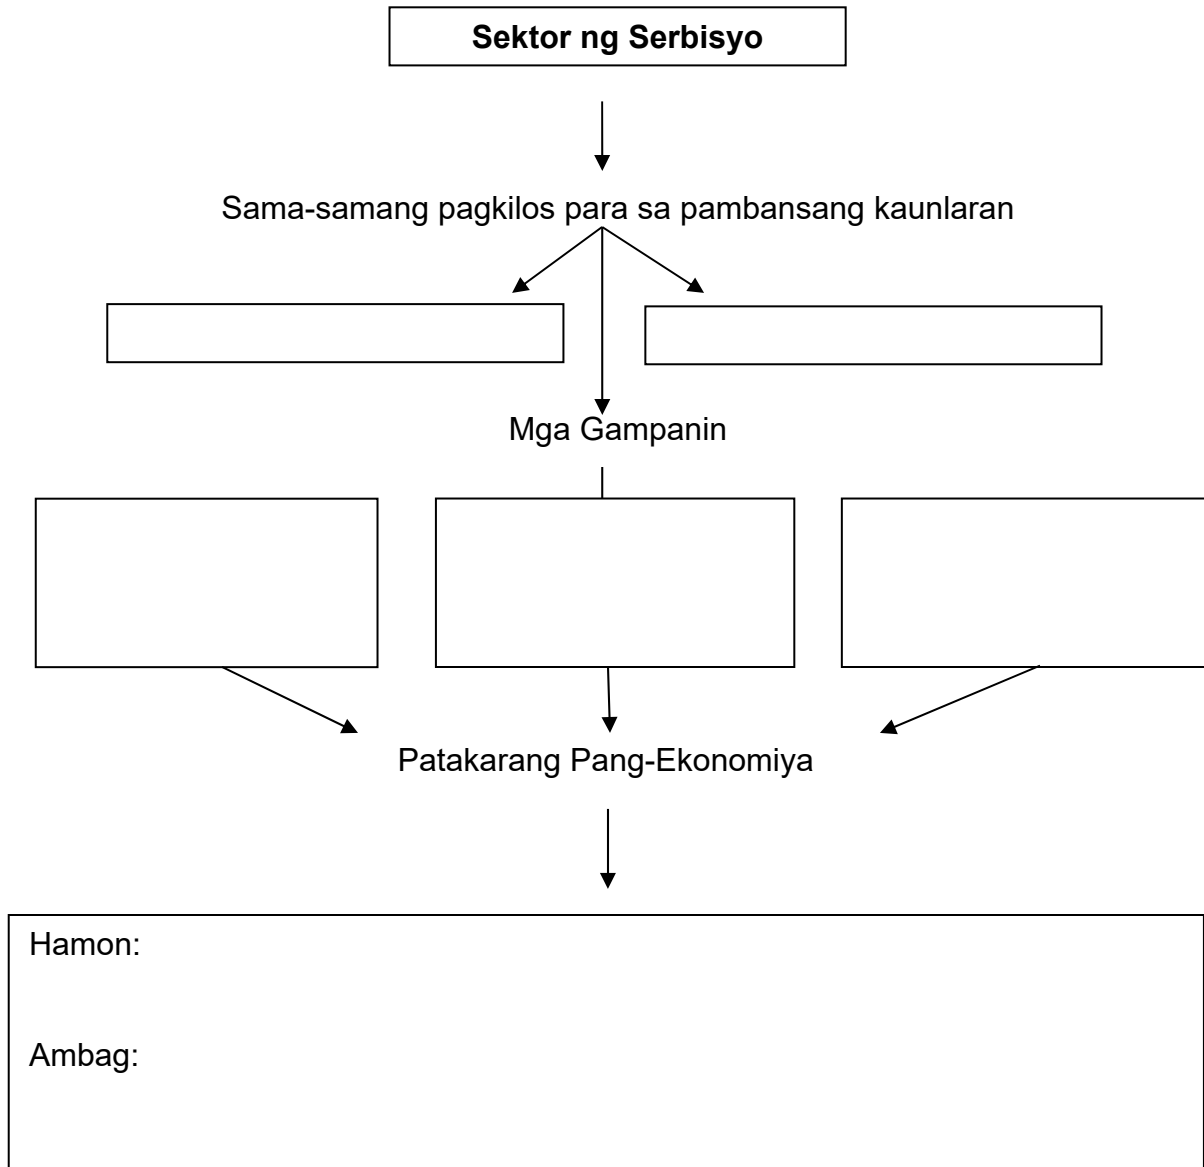 Sektor ng Serbisyo
Sama-samang pagkilos para sa pambansang kaunlaran
Mga Gampanin
Patakarang Pang-Ekonomiya
Hamon:
Ambag: